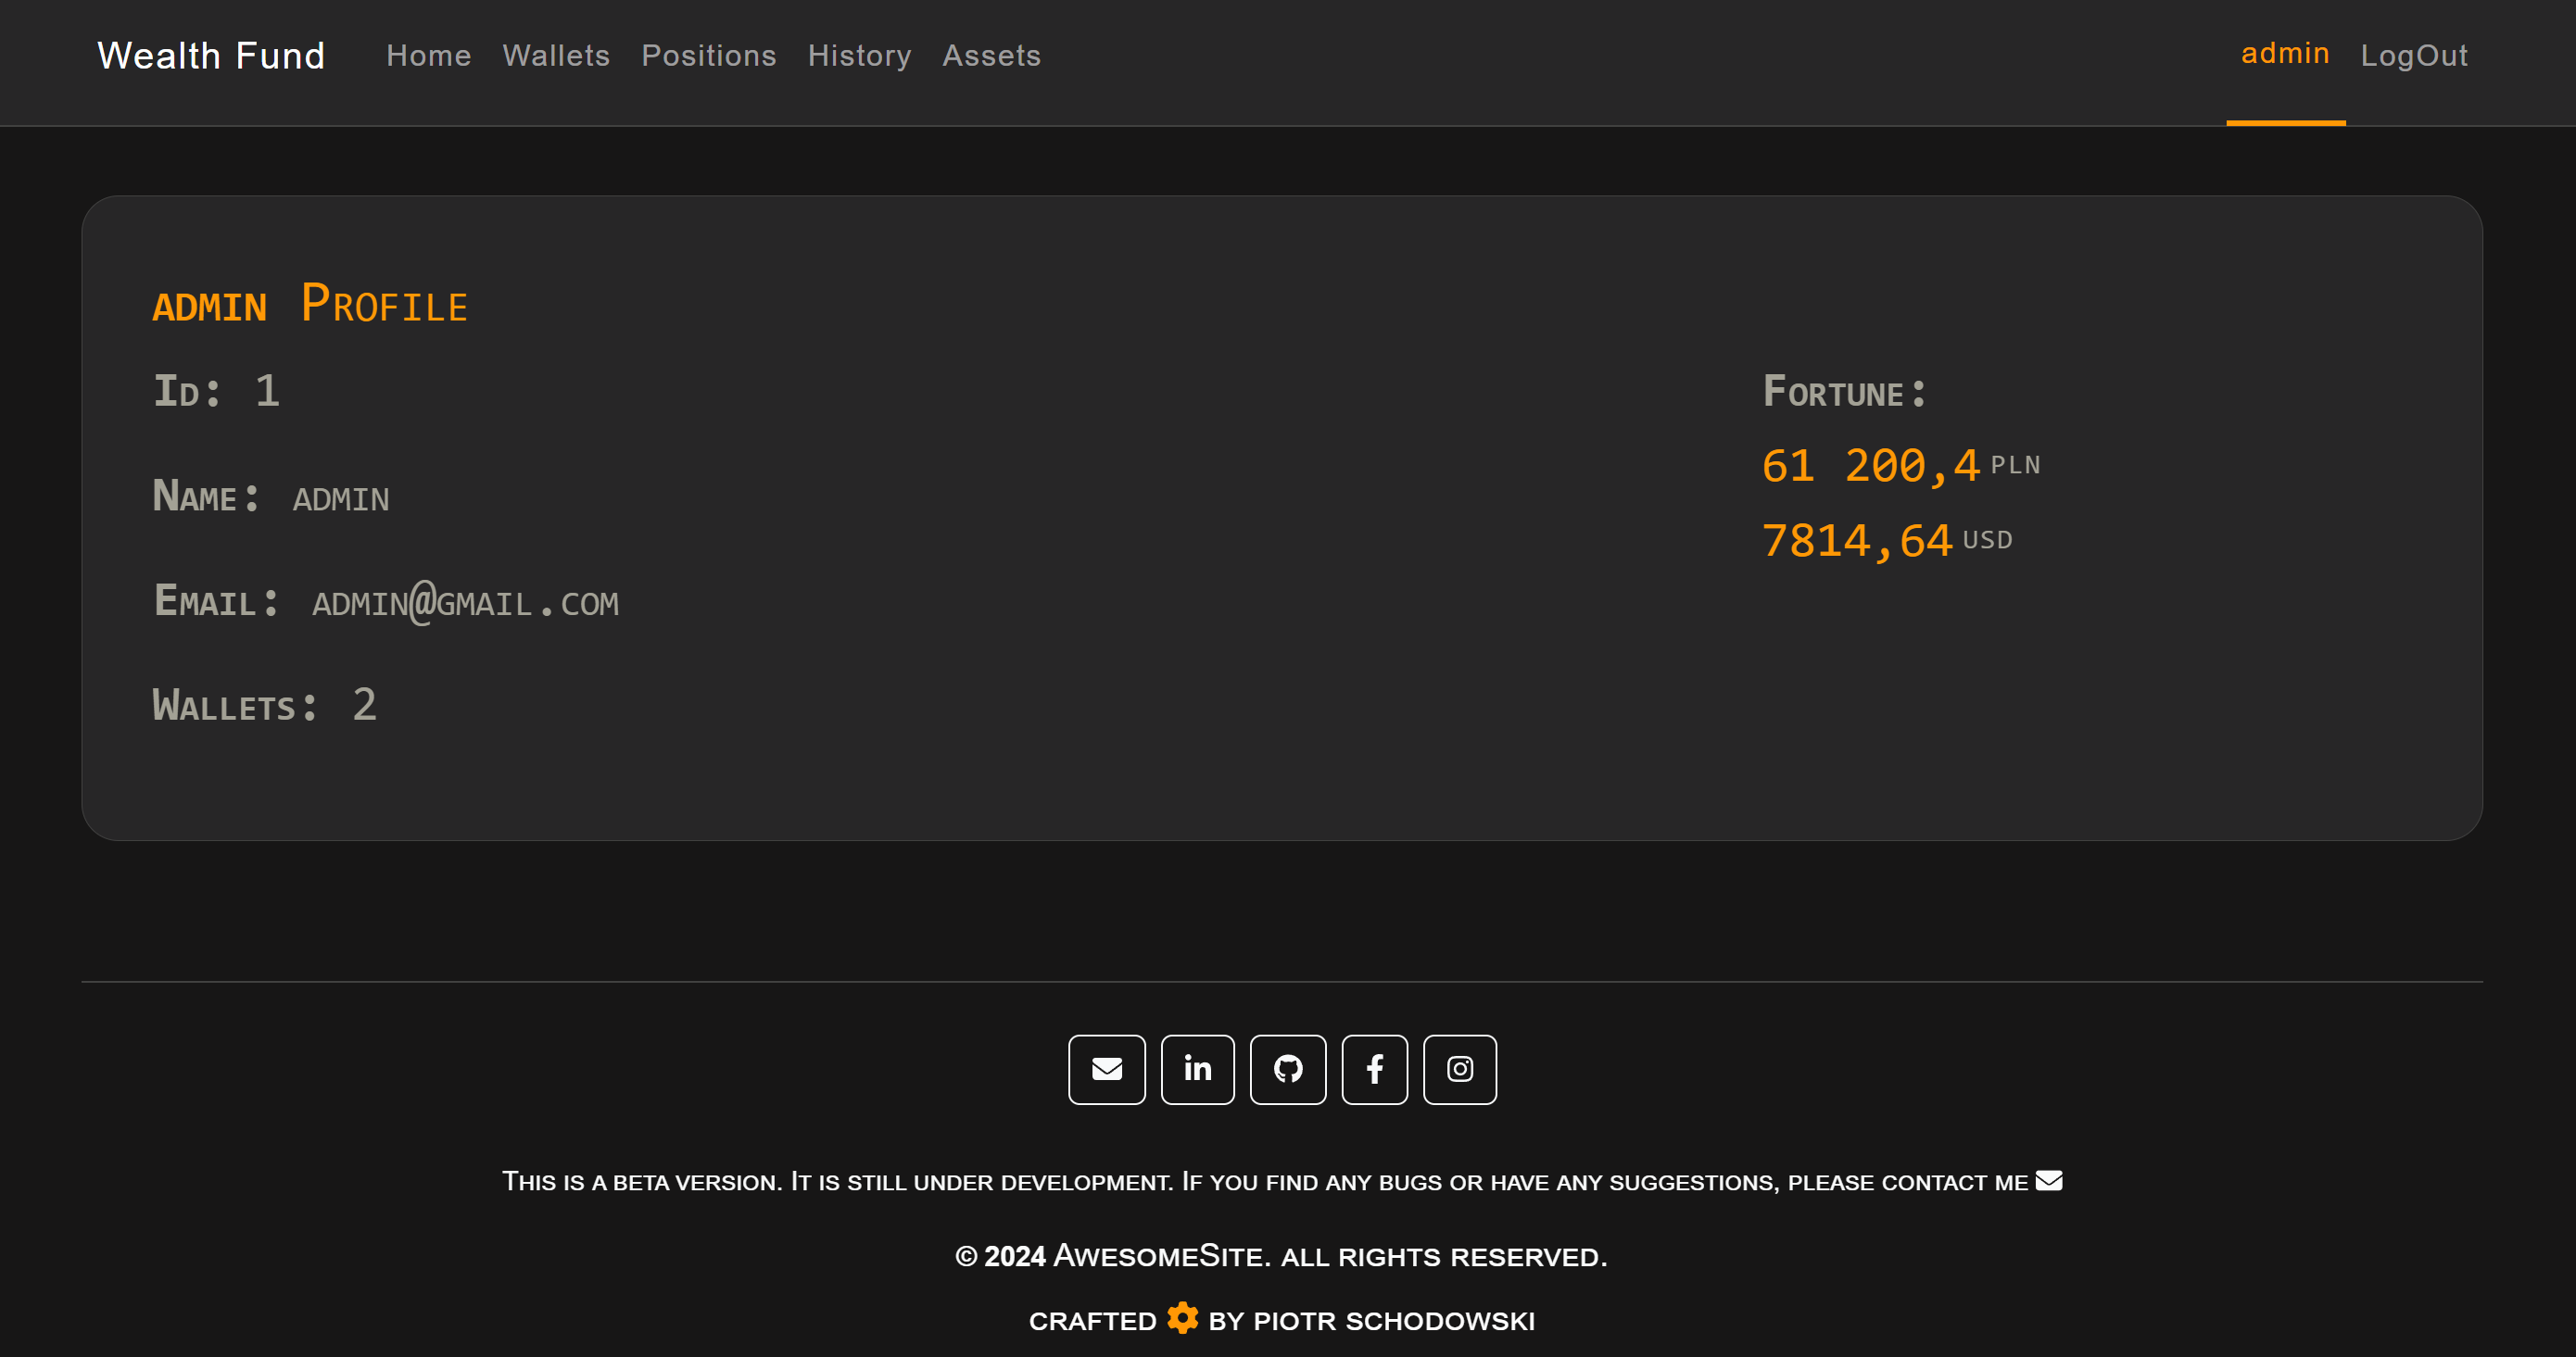 Wealth Fund Home Wallets Positions History Assets admin LogOut
admin Profile
Id: 1
Name: admin
Email: admin@gmail.com
Wallets: 2
Fortune:
61 200,4 PLN
7814,64 USD
This is a beta version. It is still under development. If you find any bugs or have any suggestions, please contact me
© 2024 AwesomeSite. all rights reserved.
crafted by piotr schodowski